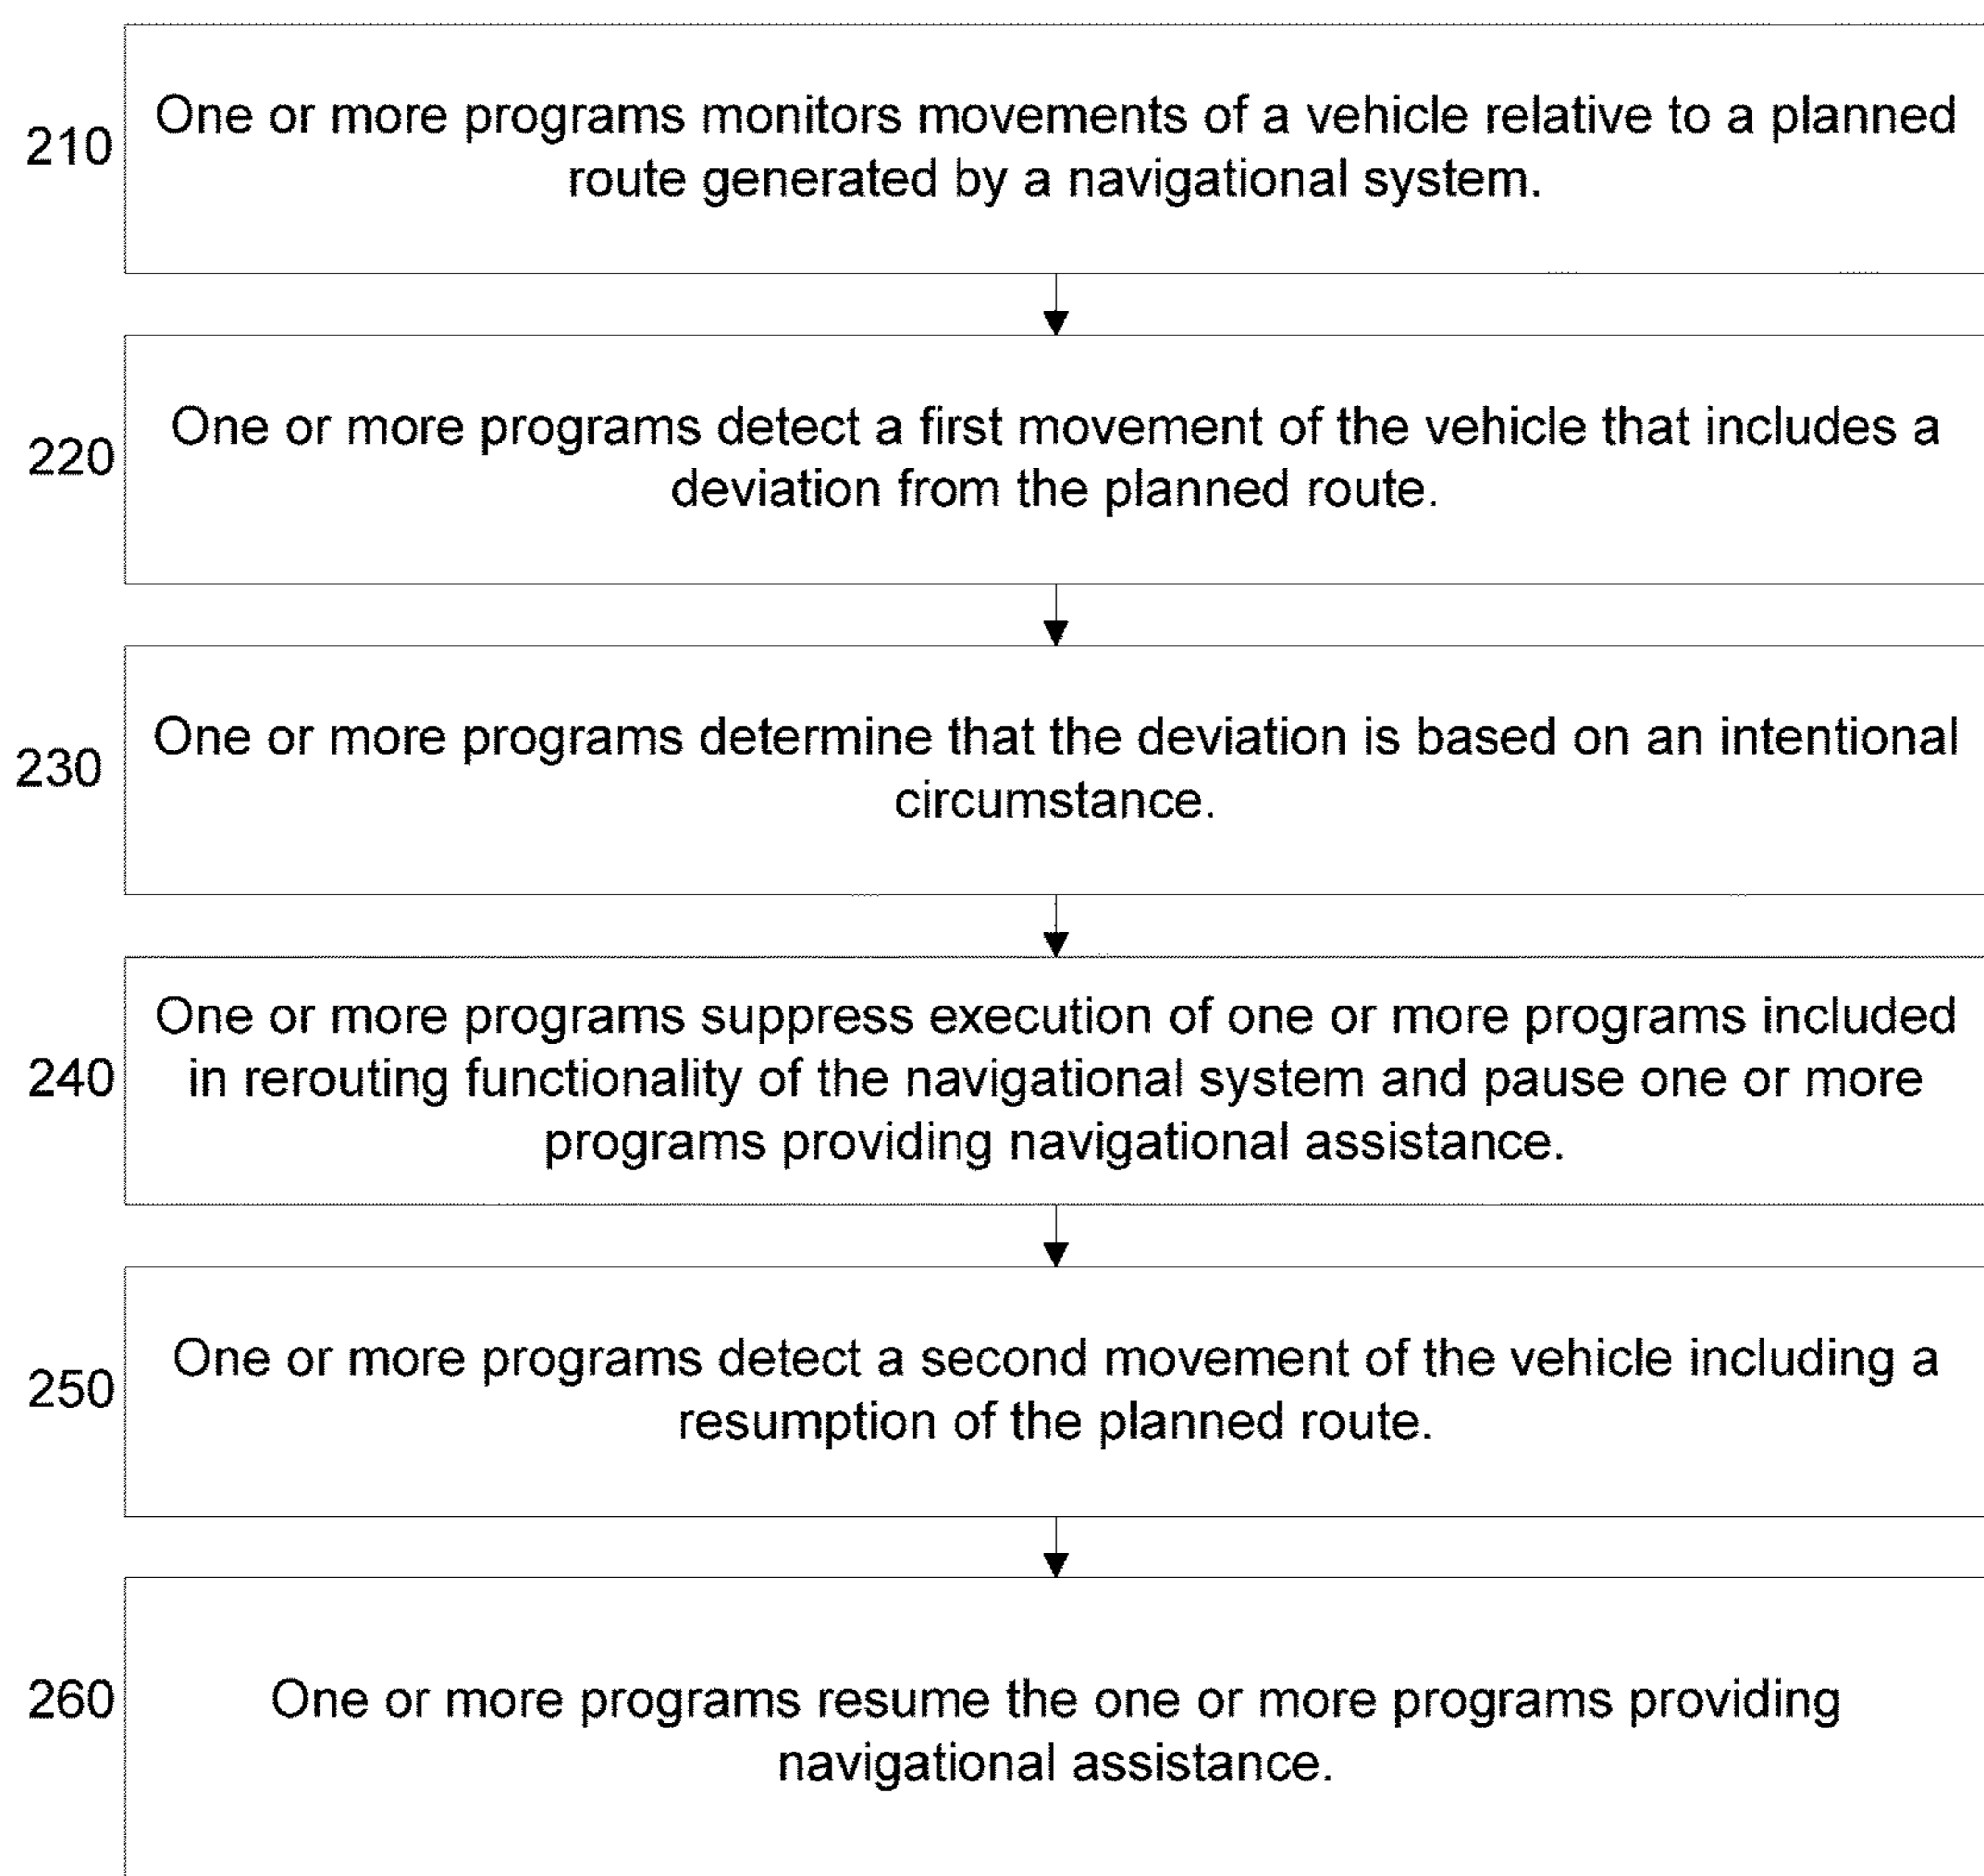 210
One or more programs monitors movements of a vehicle relative to a planned
route generated by a navigational system.
220
One or more programs detect a first movement of the vehicle that includes a
deviation from the planned route.
230
One or more programs determine that the deviation is based on an intentional
circumstance.
240
One or more programs suppress execution of one or more programs included
in rerouting functionality of the navigational system and pause one or more
programs providing navigational assistance.
250
One or more programs detect a second movement of the vehicle including a
resumption of the planned route.
260
One or more programs resume the one or more programs providing
navigational assistance.